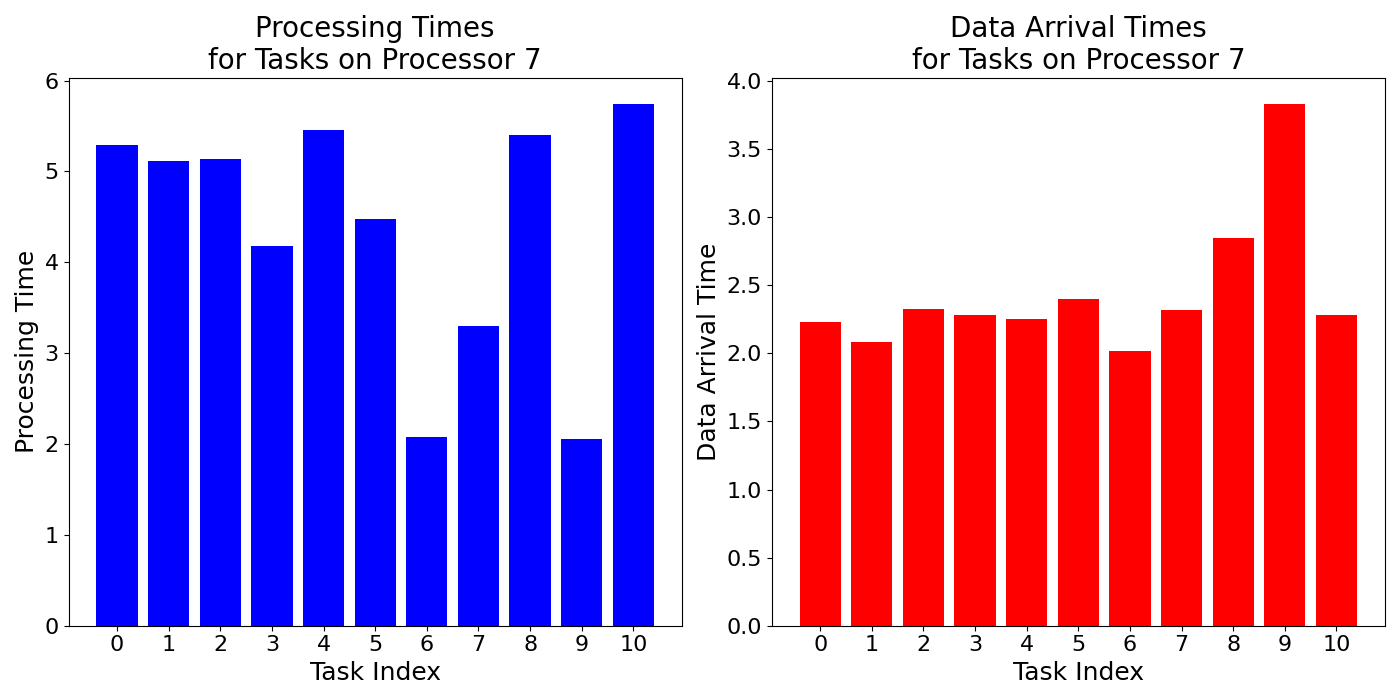 Processing Times
for Tasks on Processor 7
6
5
4
3
2
1
0
Processing Time
0 1 2 3 4 5 6 7 8 9 10
Task Index
Data Arrival Times
for Tasks on Processor 7
4.0
3.5
3.0
2.5
2.0
1.5
1.0
0.5
0.0
Data Arrival Time
0 1 2 3 4 5 6 7 8 9 10
Task Index